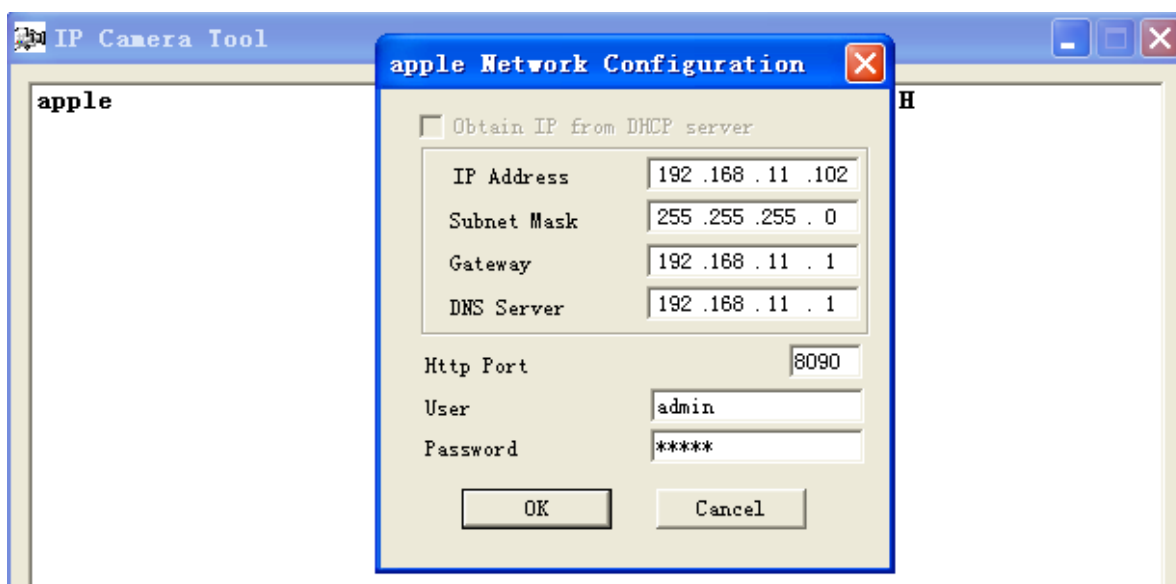 IP Camera Tool
apple Network Configuration
apple
H
Obtain IP from DHCP server
IP Address 192 .168 . 11 .102
Subnet Mask 255 .255 .255 . 0
Gateway 192 .168 . 11 . 1
DNS Server 192 .168 . 11 . 1
Http Port 8090
User admin
Password *****
OK Cancel